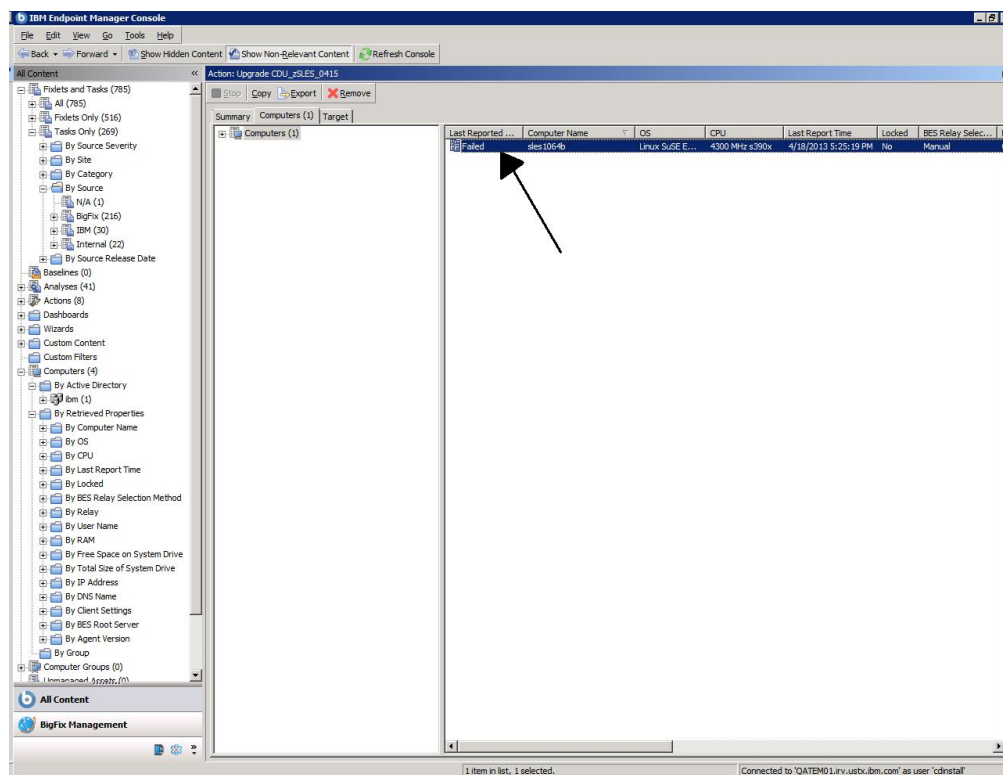 IBM Endpoint Manager Console
File Edit View Go Tools Help
Back Forward Show Hidden Content Show Non-Relevant Content Refresh Console
All Content
Fixlets and Tasks (785)
All (785)
Fixlets Only (516)
Tasks Only (269)
By Source Severity
By Site
By Category
By Source
N/A (1)
BigFix (216)
IBM (30)
Internal (22)
By Source Release Date
Baselines (0)
Analyses (41)
Actions (8)
Dashboards
Wizards
Custom Content
Custom Filters
Computers (4)
By Active Directory
ibm (1)
By Retrieved Properties
By Computer Name
By OS
By CPU
By Last Report Time
By Locked
By BES Relay Selection Method
By Relay
By User Name
By RAM
By Free Space on System Drive
By Total Size of System Drive
By IP Address
By DNS Name
By Client Settings
By BES Root Server
By Agent Version
By Group
Computer Groups (0)
Unmanaged Assets (0)
All Content
BigFix Management
Action: Upgrade CDU_zSLES_0415
Stop Copy Export Remove
Summary Computers (1) Target
Computers (1)
Last Reported ... Computer Name OS CPU Last Report Time Locked BES Relay Selec...
Failed sles1064b Linux SuSE E... 4300 MHz s390x 4/18/2013 5:25:19 PM No Manual
1 item in list, 1 selected.
Connected to 'QATEM01.irv.ustx.ibm.com' as user 'cdinstall'